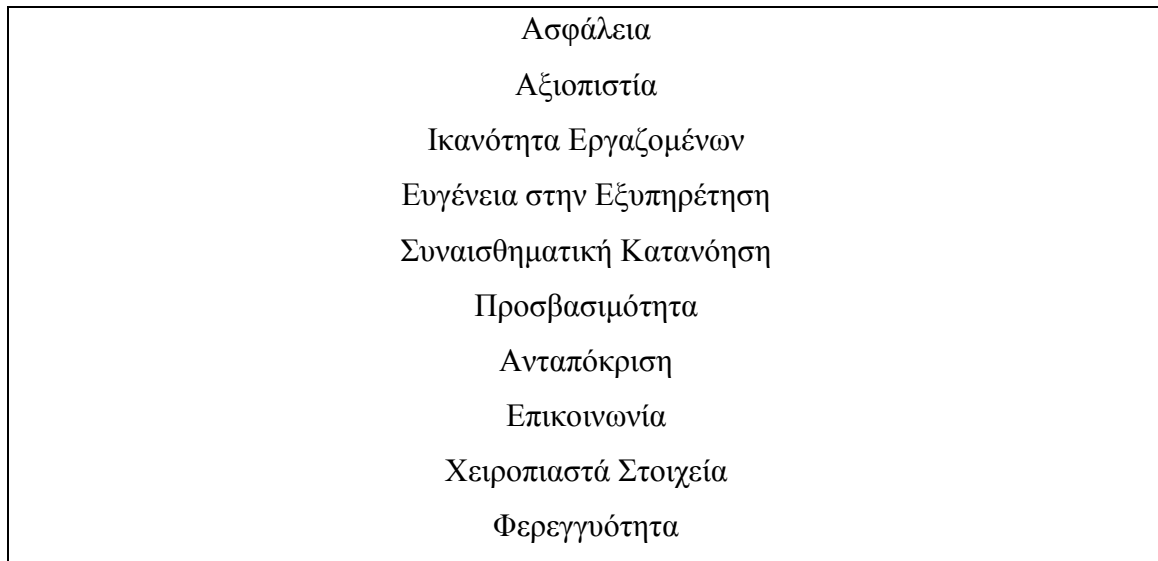 Ασφάλεια
Αξιοπιστία
Ικανότητα Εργαζομένων
Ευγένεια στην Εξυπηρέτηση
Συναισθηματική Κατανόηση
Προσβασιμότητα
Ανταπόκριση
Επικοινωνία
Χειροπιαστά Στοιχεία
Φερεγγυότητα